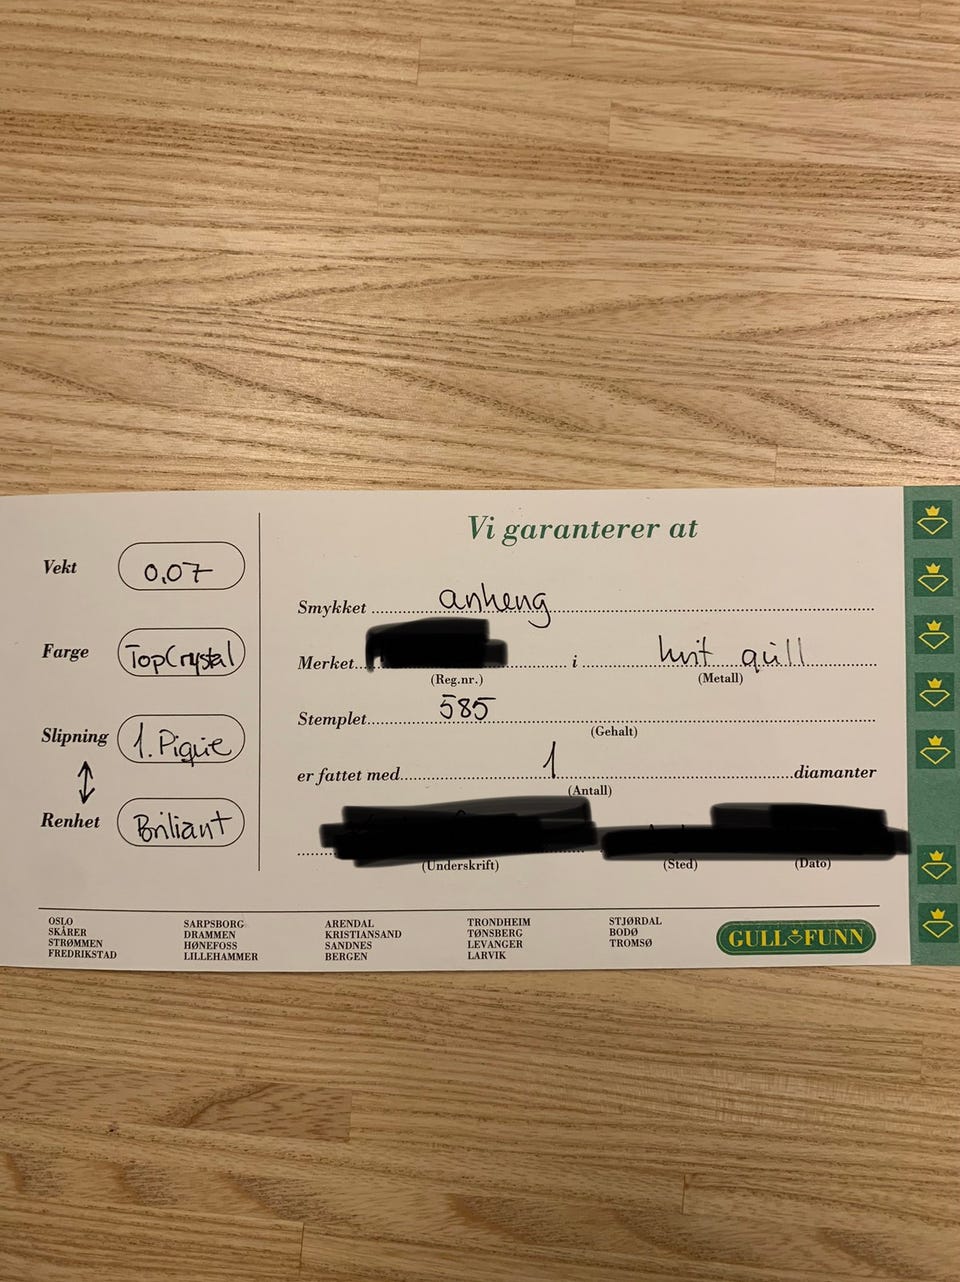 Vi garanterer at
Vekt 0,07
Farge TopCrystal
Slipning 1. Piquie
Renhet Briliant
Smykket anheng
Merket i hvit gull
(Reg.nr.) (Metall)
Stemplet 585
(Gehalt)
er fattet med 1 diamanter
(Antall)
(Underskrift) (Sted) (Dato)
OSLO SARPSBORG ARENDAL TRONDHEIM STJØRDAL
SKÅRER DRAMMEN KRISTIANSAND TØNSBERG BODØ
STRØMMEN HØNEFOSS SANDNES LEVANGER TROMSØ
FREDRIKSTAD LILLEHAMMER BERGEN LARVIK
GULL FUNN